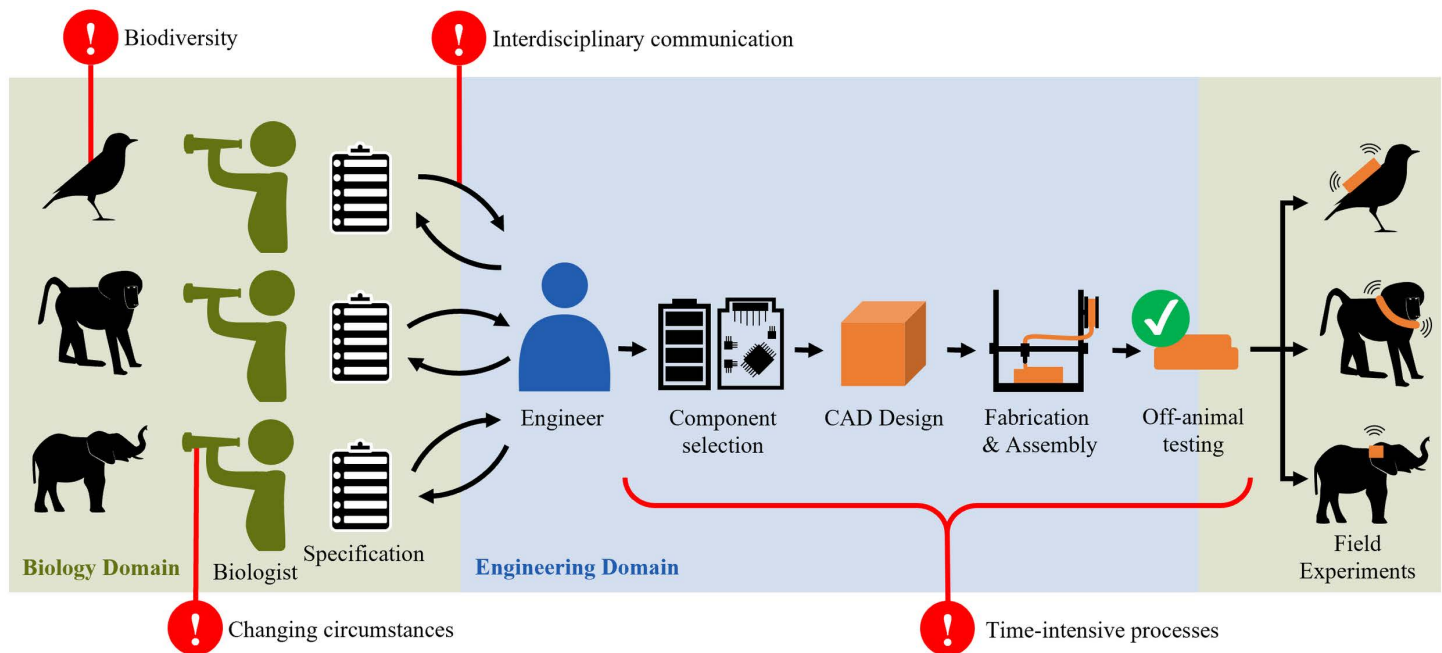 Biodiversity
Interdisciplinary communication
Engineer
Component
selection
CAD Design
Fabrication
& Assembly
Off-animal
testing
Biology Domain
Biologist
Specification
Engineering Domain
Field
Experiments
Changing circumstances
Time-intensive processes